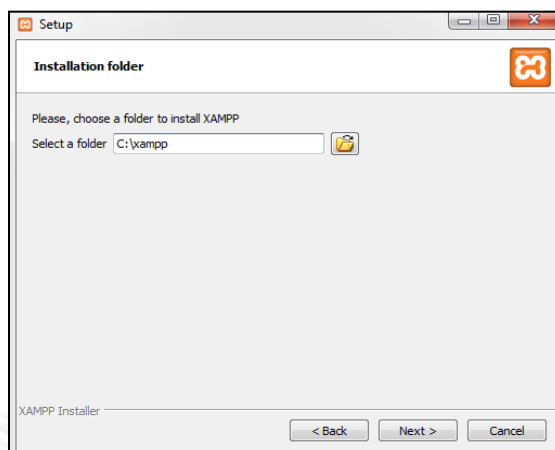 Setup
Installation folder
Please, choose a folder to install XAMPP
Select a folder C:\xampp
XAMPP Installer
< Back Next > Cancel